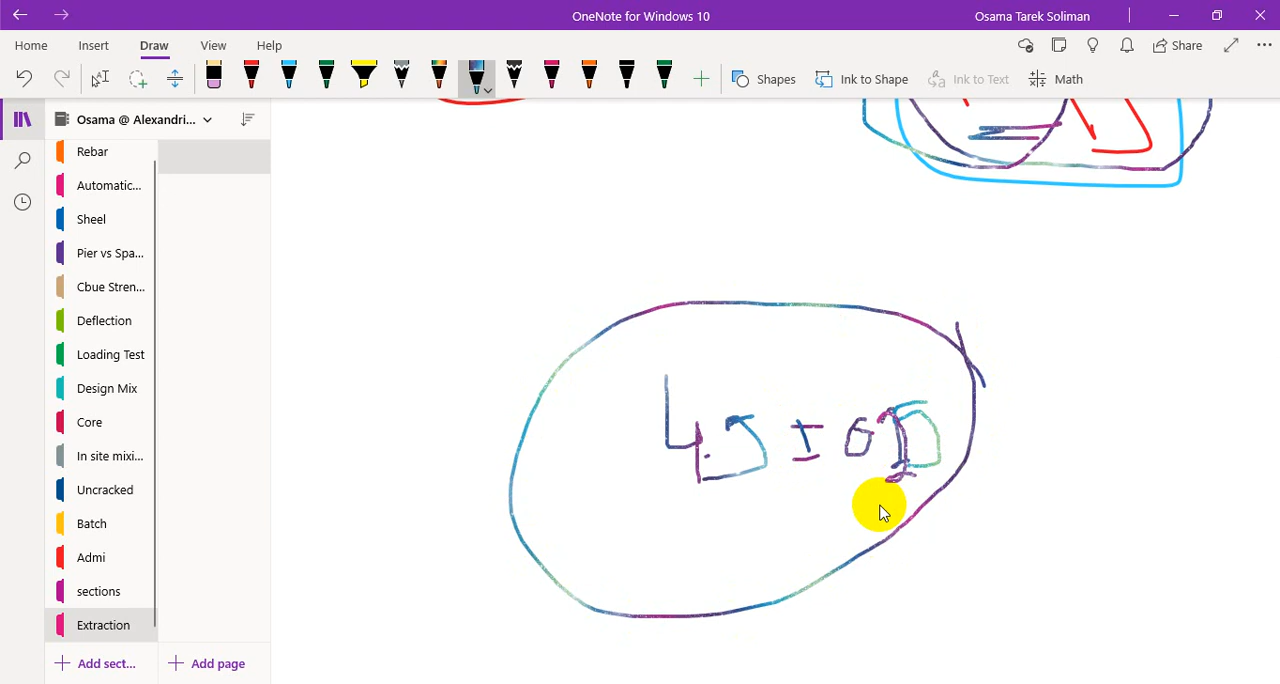 OneNote for Windows 10
Osama Tarek Soliman
Home Insert Draw View Help
Share
Shapes Ink to Shape Ink to Text Math
Osama @ Alexandri...
Rebar
Automatic...
Sheel
Pier vs Spa...
Cbue Stren...
Deflection
Loading Test
Design Mix
Core
In site mixi...
Uncracked
Batch
Admi
sections
Extraction
Add sect... Add page
4.5 ±